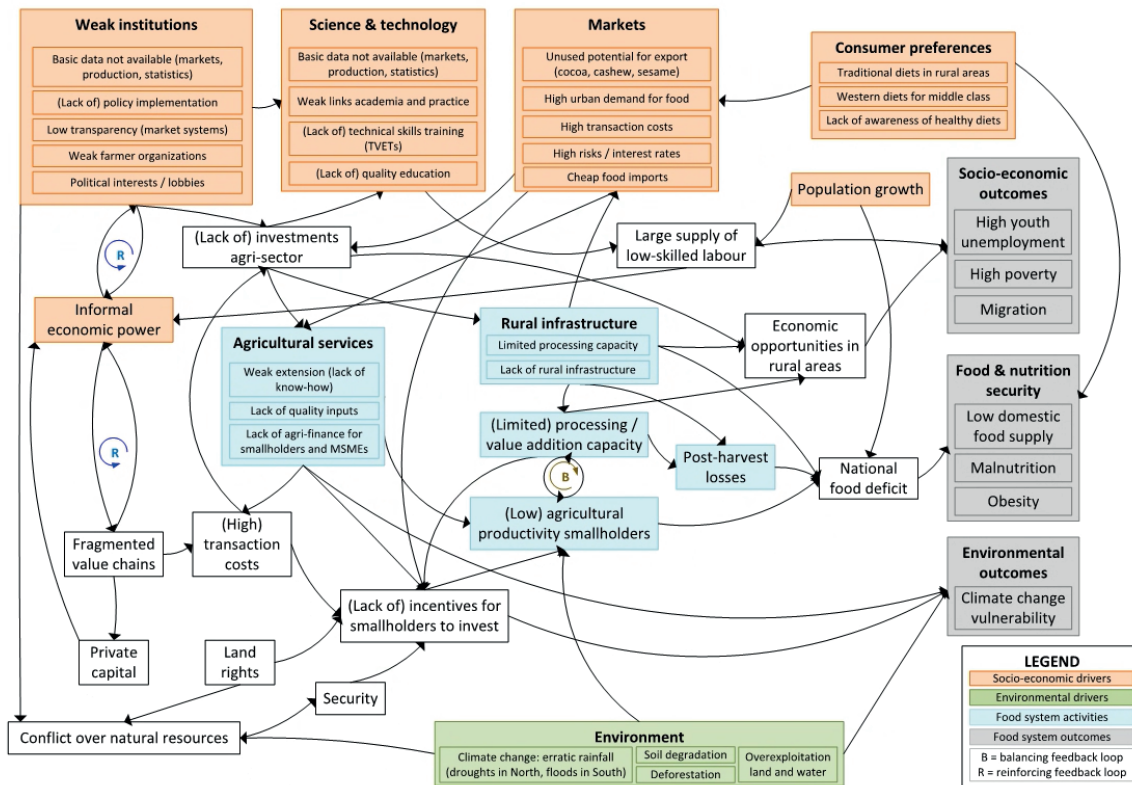 Weak institutions
Basic data not available (markets,
production, statistics)
(Lack of) policy implementation
Low transparency (market systems)
Weak farmer organizations
Political interests / lobbies
Science & technology
Basic data not available (markets,
production, statistics)
Weak links academia and practice
(Lack of) technical skills training
(TVETs)
(Lack of) quality education
Markets
Unused potential for export
(cocoa, cashew, sesame)
High urban demand for food
High transaction costs
High risks / interest rates
Cheap food imports
Consumer preferences
Traditional diets in rural areas
Western diets for middle class
Lack of awareness of healthy diets
Population growth
Socio-economic
outcomes
High youth
unemployment
High poverty
Migration
R
(Lack of) investments
agri-sector
Large supply of
low-skilled labour
Informal
economic power
Agricultural services
Weak extension (lack of
know-how)
Lack of quality inputs
Lack of agri-finance for
smallholders and MSMEs
Rural infrastructure
Limited processing capacity
Lack of rural infrastructure
Economic
opportunities in
rural areas
Food & nutrition
security
Low domestic
food supply
Malnutrition
Obesity
R
(Limited) processing /
value addition capacity
B
Post-harvest
losses
National
food deficit
(Low) agricultural
productivity smallholders
Fragmented
value chains
(High)
transaction
costs
(Lack of) incentives for
smallholders to invest
Environmental
outcomes
Climate change
vulnerability
Private
capital
Land
rights
Security
Conflict over natural resources
Environment
Climate change: erratic rainfall
(droughts in North, floods in South)
Soil degradation
Deforestation
Overexploitation
land and water
LEGEND
Socio-economic drivers
Environmental drivers
Food system activities
Food system outcomes
B = balancing feedback loop
R = reinforcing feedback loop